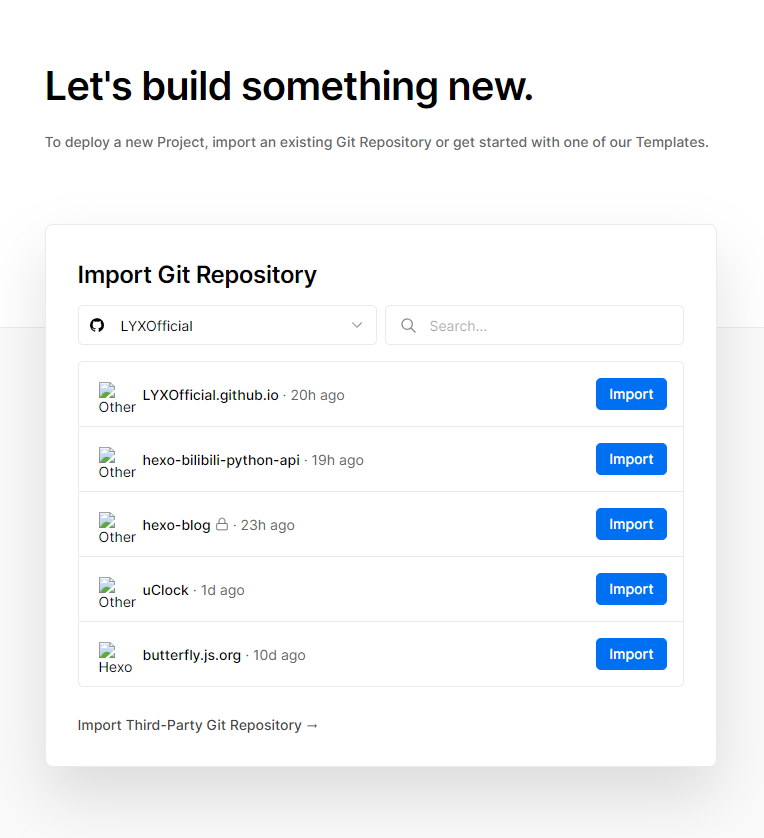 Let's build something new.
To deploy a new Project, import an existing Git Repository or get started with one of our Templates.
Import Git Repository
LYXOfficial
Search...
Other LYXOfficial.github.io · 20h ago Import
Other hexo-bilibili-python-api · 19h ago Import
Other hexo-blog · 23h ago Import
Other uClock · 1d ago Import
Hexo butterfly.js.org · 10d ago Import
Import Third-Party Git Repository →